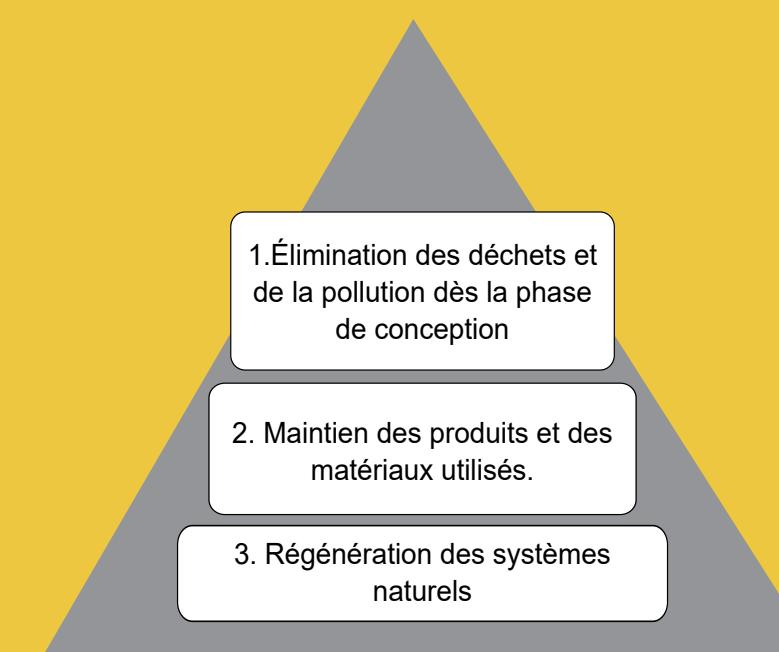 1.Élimination des déchets et
de la pollution dès la phase
de conception
2. Maintien des produits et des
matériaux utilisés.
3. Régénération des systèmes
naturels